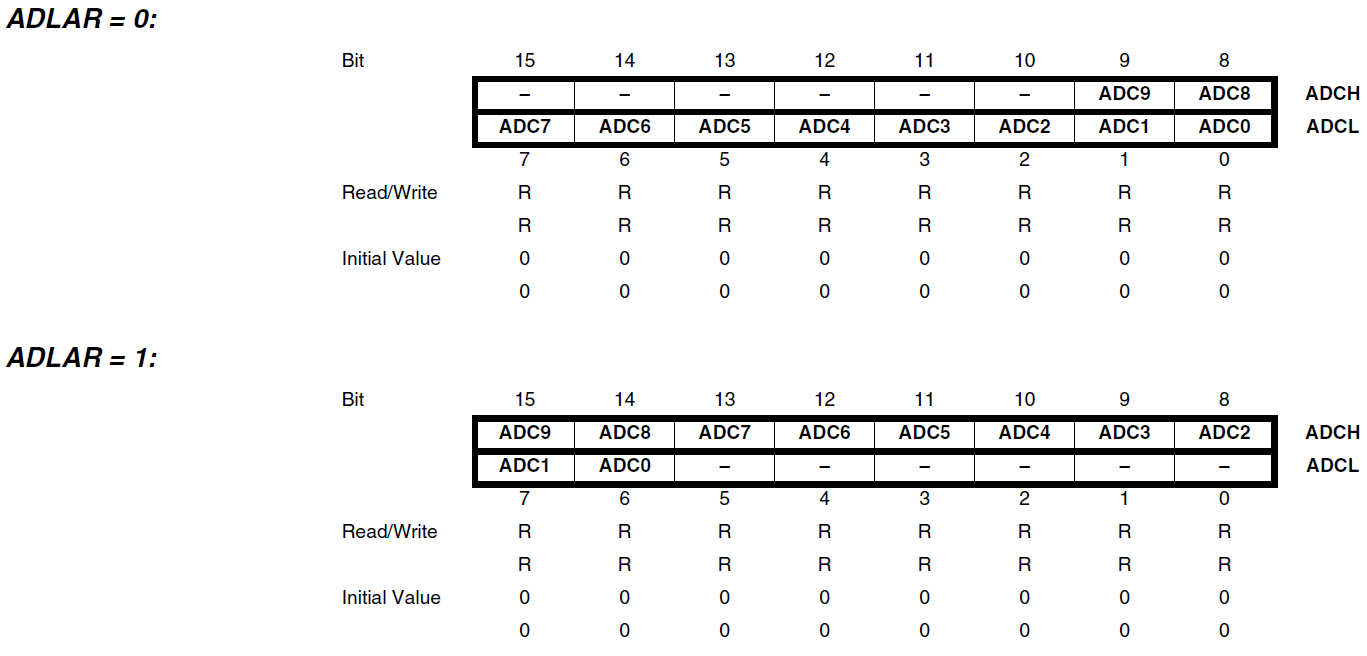 ADLAR = 0:
Bit 15 14 13 12 11 10 9 8
– – – – – – ADC9 ADC8 ADCH
ADC7 ADC6 ADC5 ADC4 ADC3 ADC2 ADC1 ADC0 ADCL
7 6 5 4 3 2 1 0
Read/Write R R R R R R R R
R R R R R R R R
Initial Value 0 0 0 0 0 0 0 0
0 0 0 0 0 0 0 0
ADLAR = 1:
Bit 15 14 13 12 11 10 9 8
ADC9 ADC8 ADC7 ADC6 ADC5 ADC4 ADC3 ADC2 ADCH
ADC1 ADC0 – – – – – – ADCL
7 6 5 4 3 2 1 0
Read/Write R R R R R R R R
R R R R R R R R
Initial Value 0 0 0 0 0 0 0 0
0 0 0 0 0 0 0 0